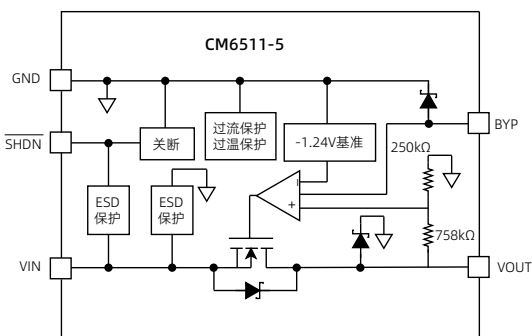 CM6511-5
GND
SHDN
关断
过流保护
过温保护
-1.24V基准
BYP
250kΩ
ESD
保护
ESD
保护
−
+
758kΩ
VIN
VOUT